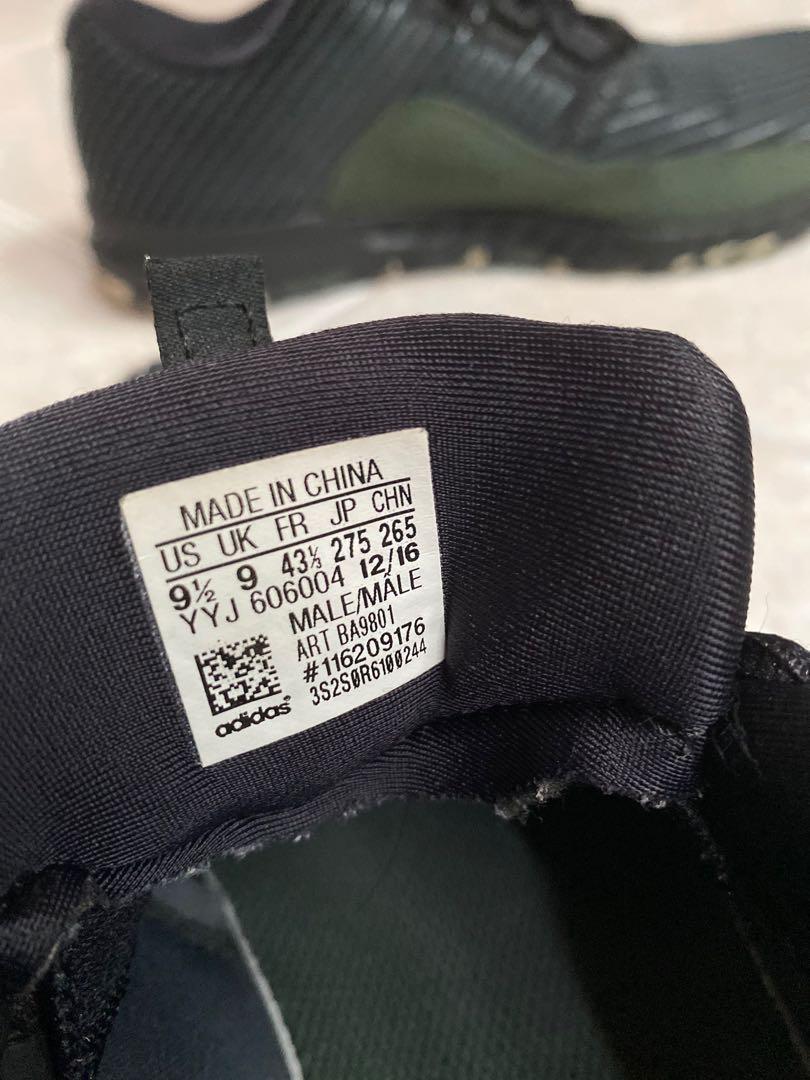 MADE IN CHINA
US UK FR JP CHN
9½ 9 43⅓ 275 265
YYJ 606004 12/16
MALE/MÂLE
ART BA9801
#116209176
3S2S0R6100244
adidas®